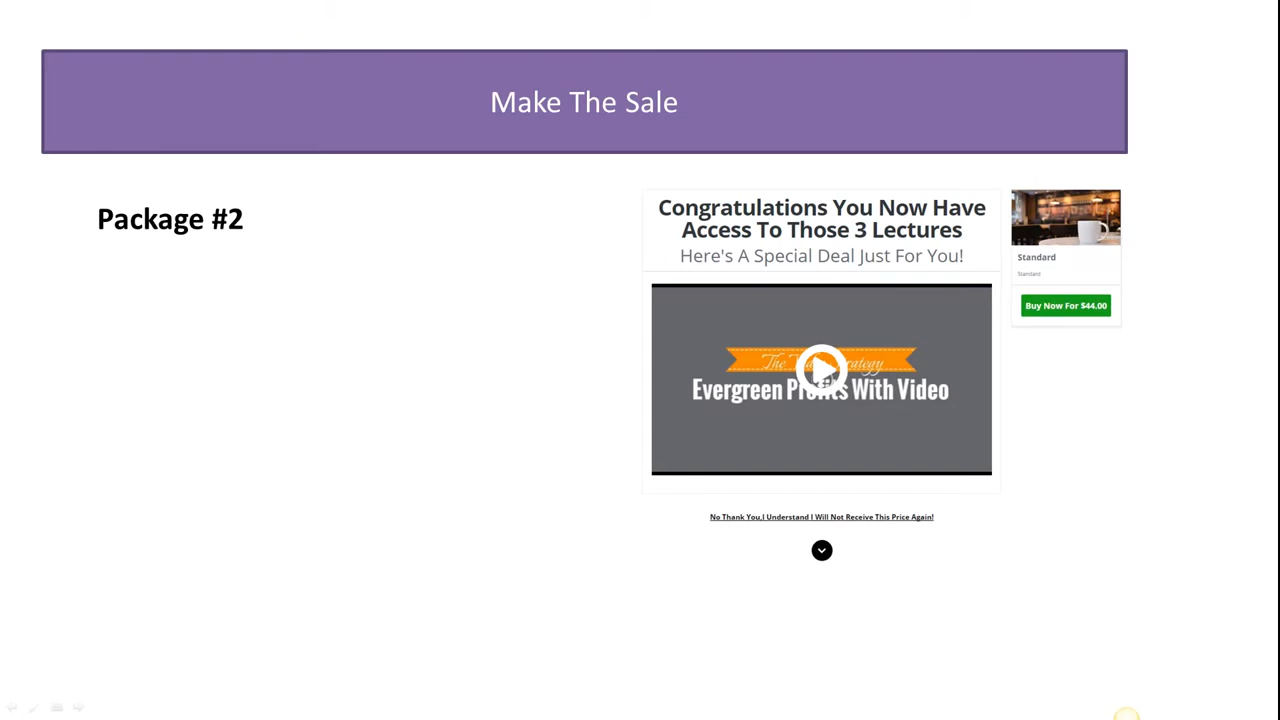 Make The Sale
Package #2
Congratulations You Now Have
Access To Those 3 Lectures
Here's A Special Deal Just For You!
The Strategy
Evergreen Profits With Video
No Thank You,I Understand I Will Not Receive This Price Again!
Standard
Standard
Buy Now For $44.00